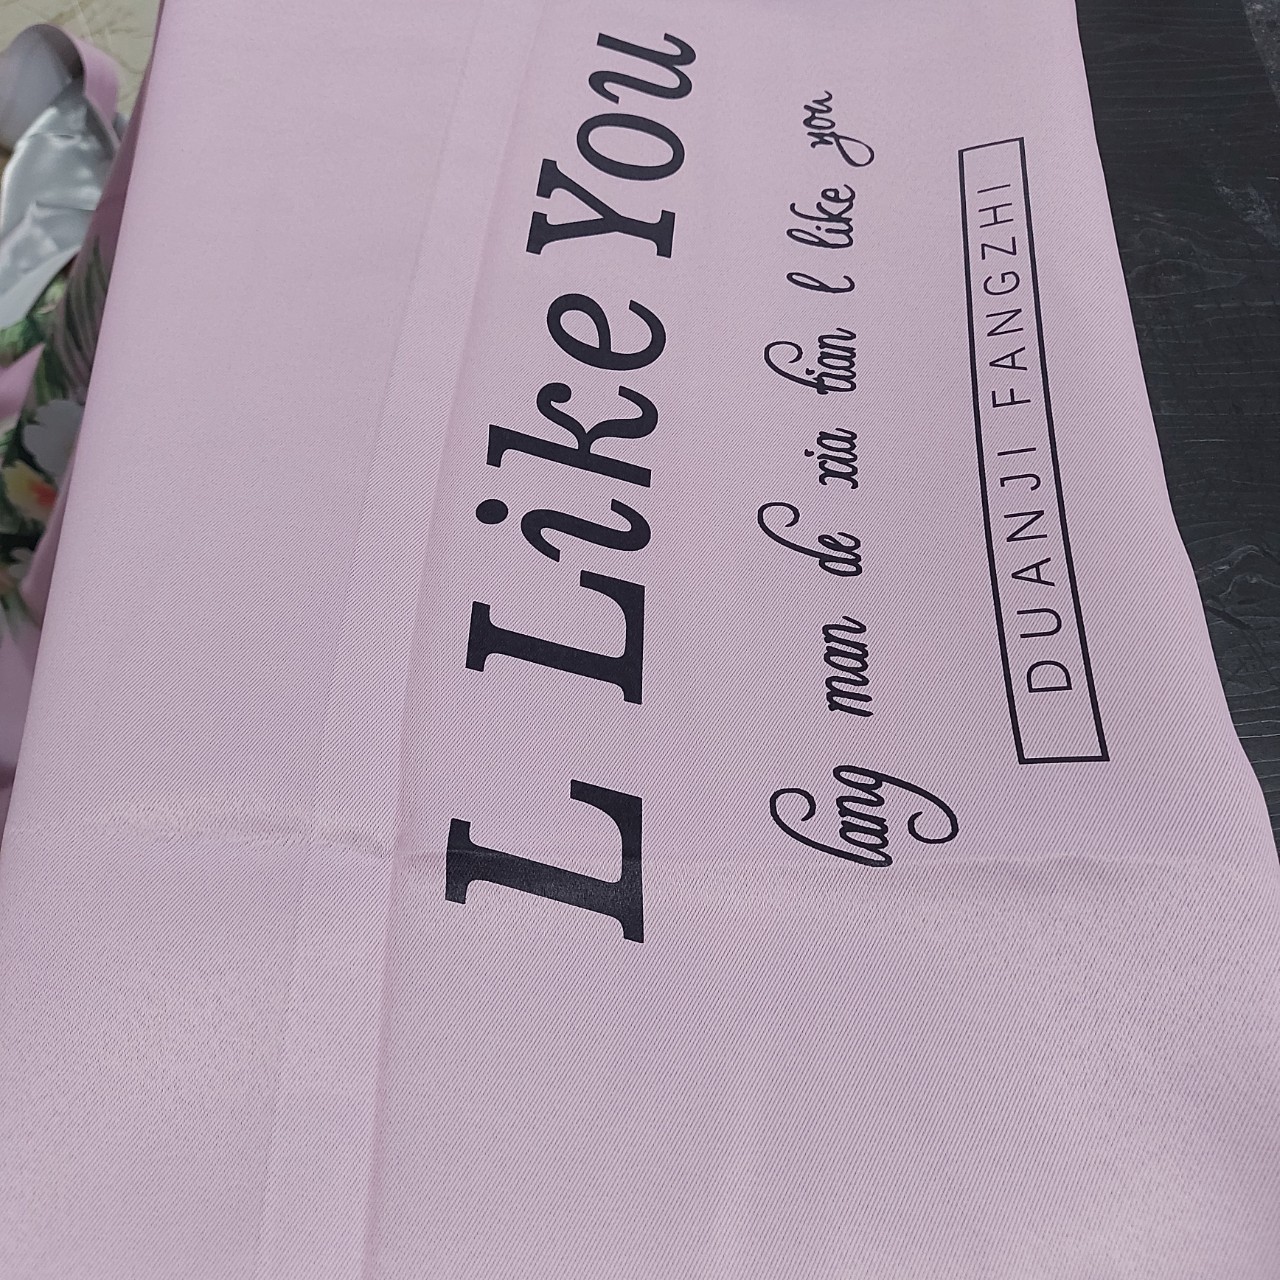 L Like You
lang man de xia tian l like you
DUANJI FANGZHI